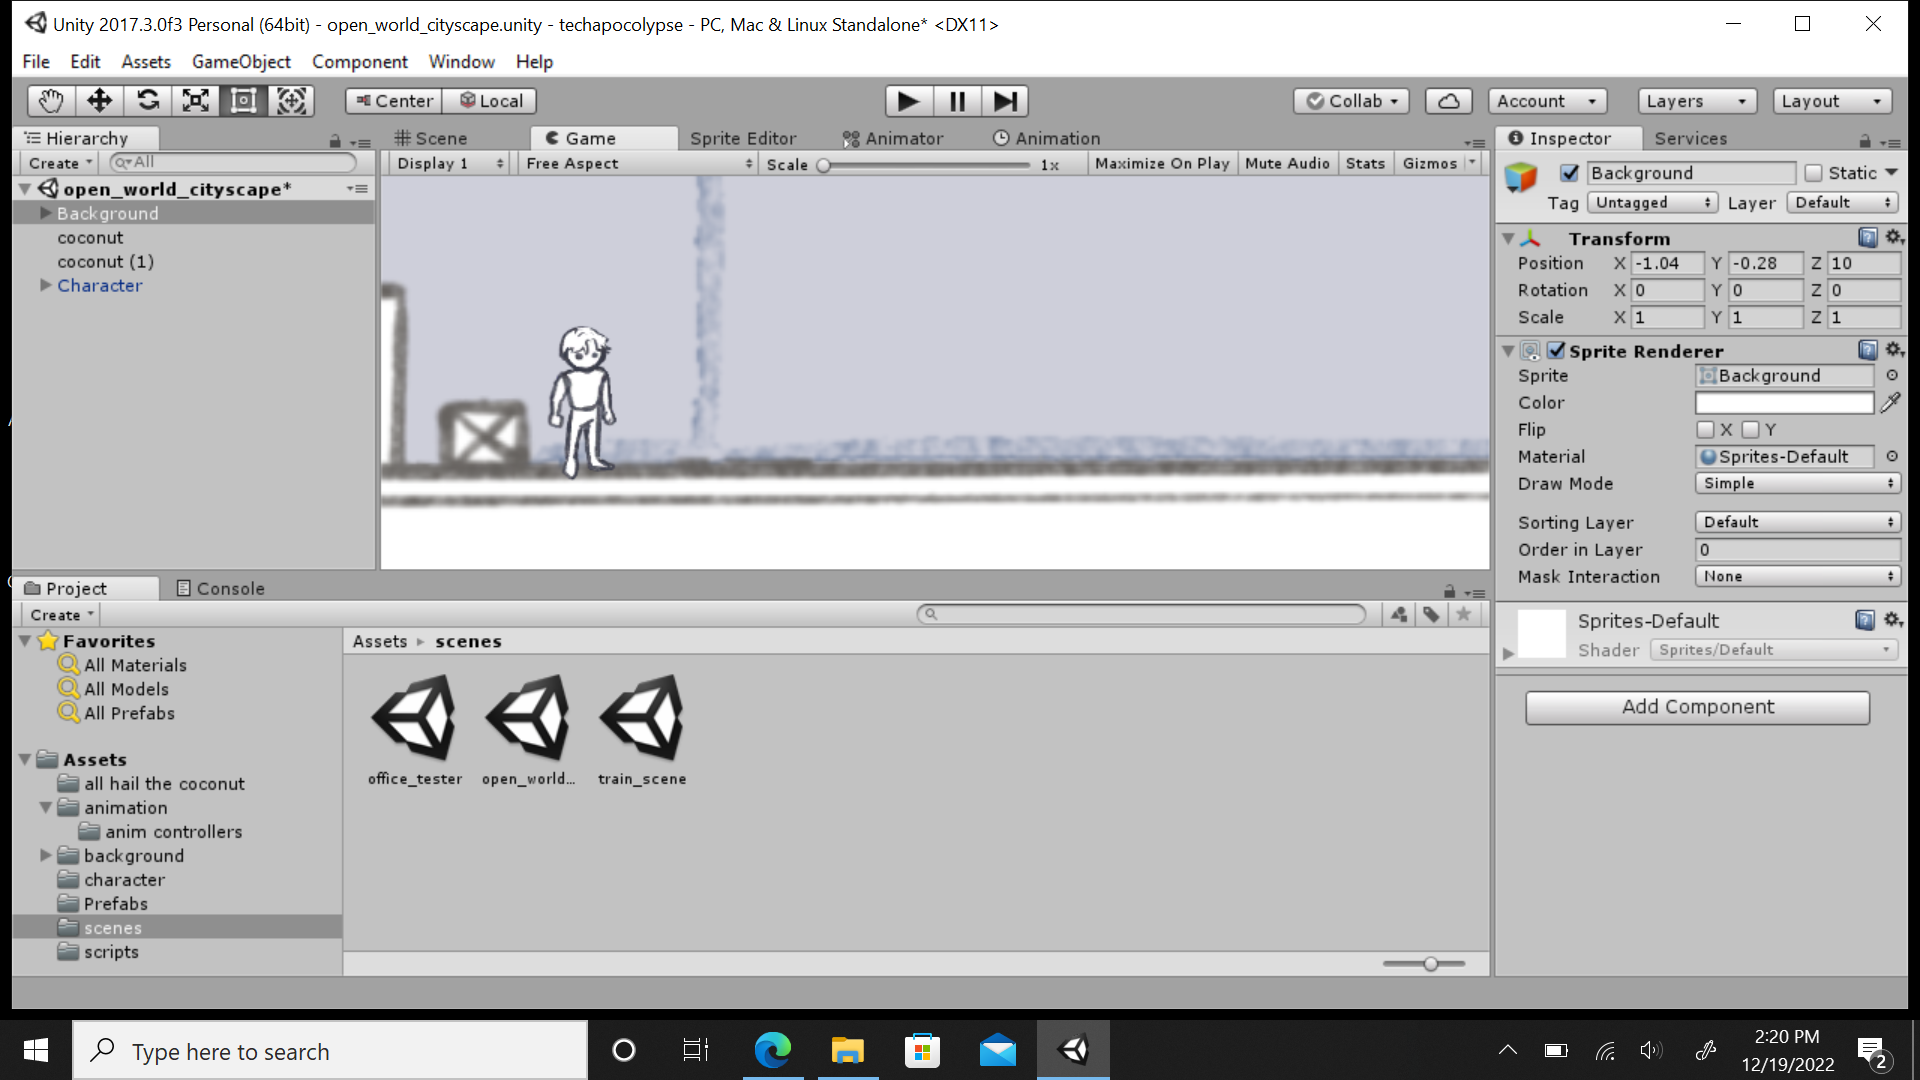 Unity 2017.3.0f3 Personal (64bit) - open_world_cityscape.unity - techapocolypse - PC, Mac & Linux Standalone* <DX11>
File Edit Assets GameObject Component Window Help
Center Local Collab Account Layers Layout
Hierarchy
Create All
open_world_cityscape*
Background
coconut
coconut (1)
Character
Scene Game Sprite Editor Animator Animation
Display 1 Free Aspect Scale 1x Maximize On Play Mute Audio Stats Gizmos
Inspector Services
Background Static
Tag Untagged Layer Default
Transform
Position X -1.04 Y -0.28 Z 10
Rotation X 0 Y 0 Z 0
Scale X 1 Y 1 Z 1
Sprite Renderer
Sprite Background
Color
Flip X Y
Material Sprites-Default
Draw Mode Simple
Sorting Layer Default
Order in Layer 0
Mask Interaction None
Sprites-Default
Shader Sprites/Default
Add Component
Project Console
Create
Favorites
All Materials
All Models
All Prefabs
Assets
all hail the coconut
animation
anim controllers
background
character
Prefabs
scenes
scripts
Assets scenes
office_tester open_world... train_scene
Type here to search
2:20 PM
12/19/2022
2